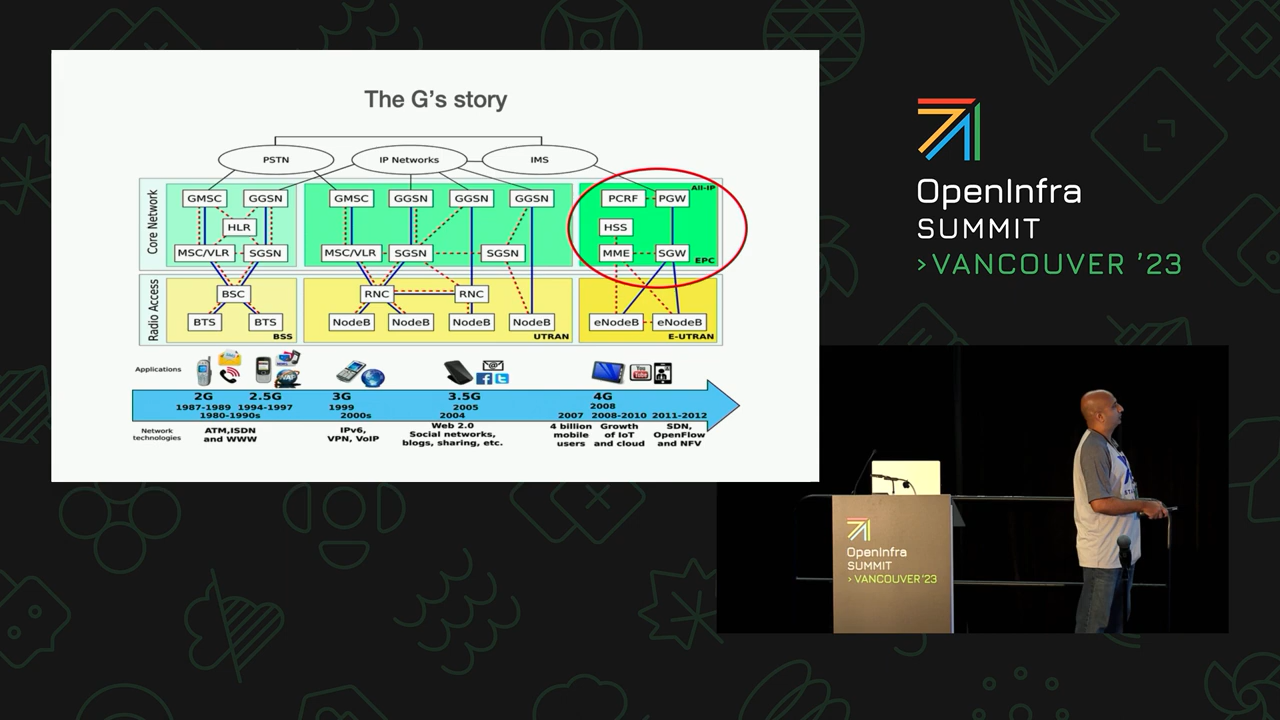 The G's story
PSTN
IP Networks
IMS
Core Network
GMSC
GGSN
HLR
MSC/VLR
SGSN
GMSC
GGSN
GGSN
GGSN
MSC/VLR
SGSN
SGSN
All-IP
PCRF
PGW
HSS
MME
SGW
EPC
Radio Access
BSC
BTS
BTS
BSS
RNC
RNC
NodeB
NodeB
NodeB
NodeB
UTRAN
eNodeB
eNodeB
E-UTRAN
Applications
You
Tube
2G
2.5G
3G
3.5G
4G
1987-1989
1994-1997
1999
2005
2008
1980-1990s
2000s
2004
2007
2008-2010
2011-2012
Network
technologies
ATM,ISDN
and WWW
IPv6,
VPN, VoIP
Web 2.0
Social networks,
blogs, sharing, etc.
4 billion
mobile
users
Growth
of IoT
and cloud
SDN,
OpenFlow
and NFV
OpenInfra
SUMMIT
>VANCOUVER '23
OpenInfra
SUMMIT
> VANCOUVER '23